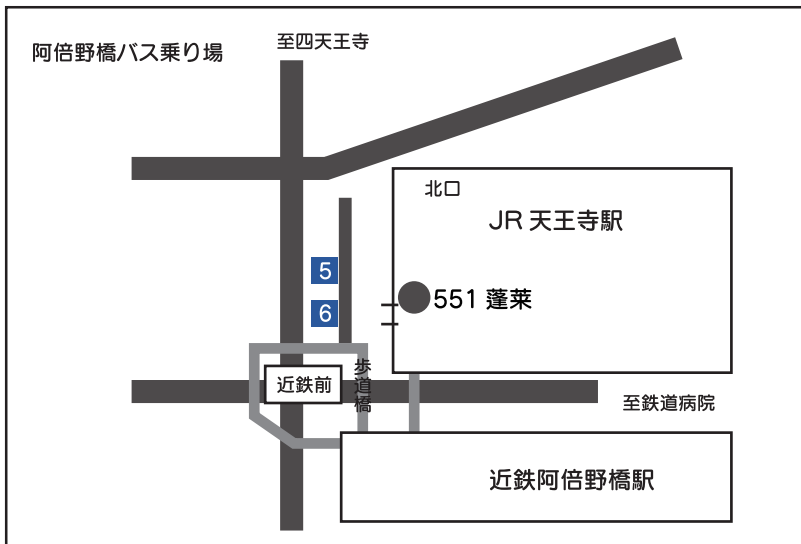 阿倍野橋バス乗り場
至四天王寺
北口
JR 天王寺駅
5
551 蓬莱
6
近鉄前
歩道橋
至鉄道病院
近鉄阿倍野橋駅